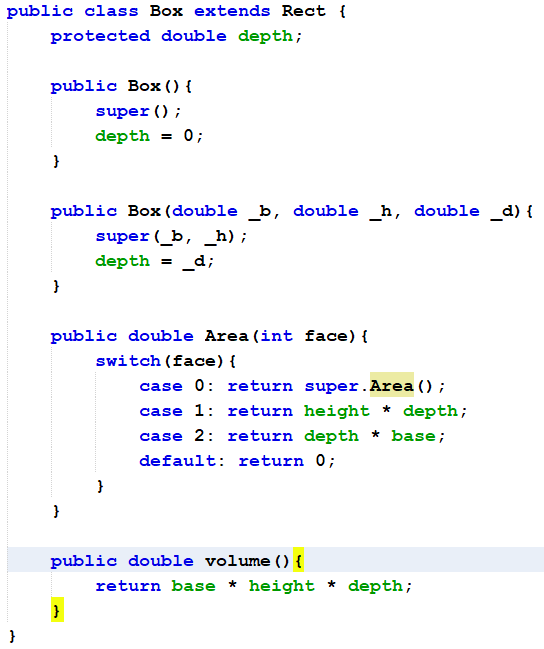 public class Box extends Rect {
    protected double depth;

    public Box(){
        super();
        depth = 0;
    }

    public Box(double _b, double _h, double _d){
        super(_b, _h);
        depth = _d;
    }

    public double Area(int face){
        switch(face){
            case 0: return super.Area();
            case 1: return height * depth;
            case 2: return depth * base;
            default: return 0;
        }
    }

    public double volume(){
        return base * height * depth;
    }
}